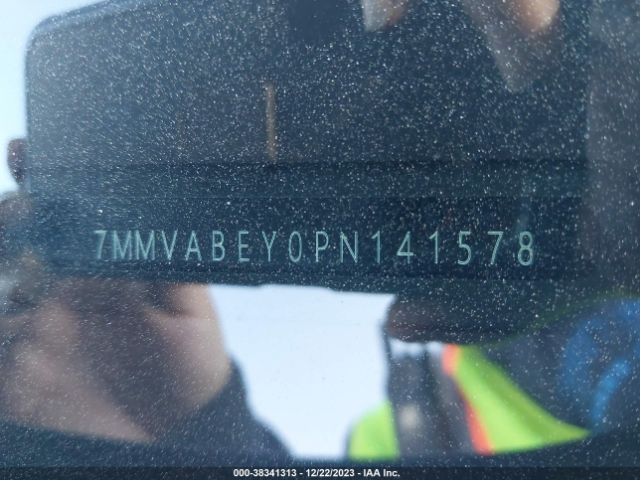 7MMVABEY0PN141578
000-38341313 - 12/22/2023 - IAA Inc.